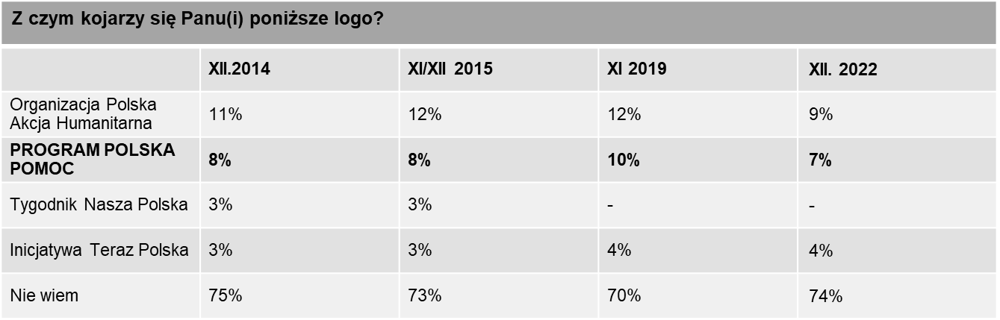 Z czym kojarzy się Panu(i) poniższe logo?
XII.2014 XI/XII 2015 XI 2019 XII. 2022
Organizacja Polska
Akcja Humanitarna 11% 12% 12% 9%
PROGRAM POLSKA
POMOC 8% 8% 10% 7%
Tygodnik Nasza Polska 3% 3% - -
Inicjatywa Teraz Polska 3% 3% 4% 4%
Nie wiem 75% 73% 70% 74%